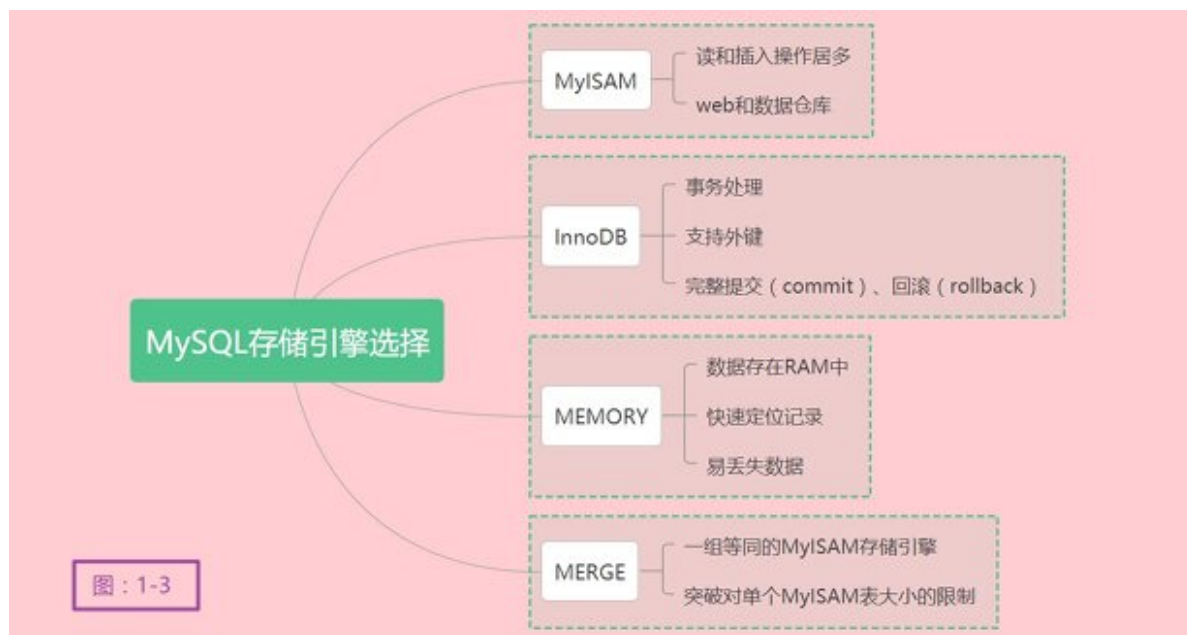 MyISAM
读和插入操作居多
web和数据仓库
InnoDB
事务处理
支持外键
完整提交（commit）、回滚（rollback）
MySQL存储引擎选择
MEMORY
数据存在RAM中
快速定位记录
易丢失数据
MERGE
一组等同的MyISAM存储引擎
突破对单个MyISAM表大小的限制
图：1-3